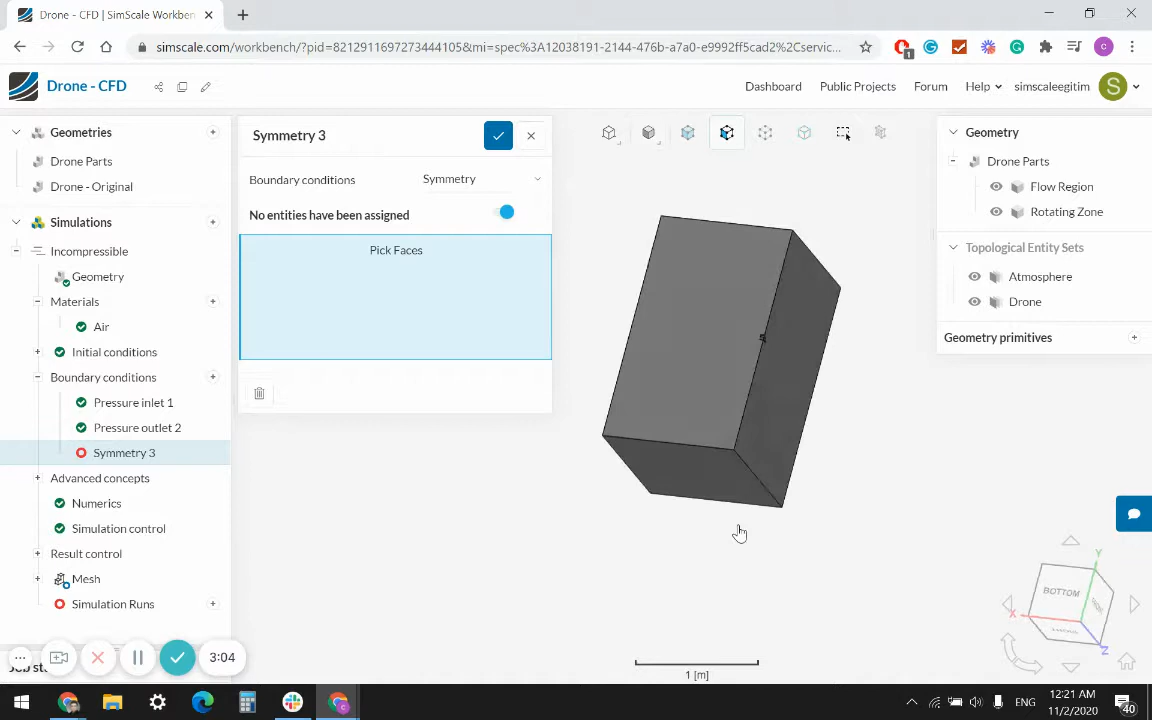 Drone - CFD | SimScale Workben
simscale.com/workbench/?pid=8212911697273444105&mi=spec%3A12038191-2144-476b-a7a0-e9992ff5cad2%2Cservic...
1
C
Drone - CFD
Dashboard
Public Projects
Forum
Help
simscaleegitim
S
Geometries
Drone Parts
Drone - Original
Simulations
Incompressible
Geometry
Materials
Air
Initial conditions
Boundary conditions
Pressure inlet 1
Pressure outlet 2
Symmetry 3
Advanced concepts
Numerics
Simulation control
Result control
Mesh
Simulation Runs
3:04
Symmetry 3
Boundary conditions
Symmetry
No entities have been assigned
Pick Faces
Geometry
Drone Parts
Flow Region
Rotating Zone
Topological Entity Sets
Atmosphere
Drone
Geometry primitives
BOTTOM
X
Y
Z
1 [m]
ENG
12:21 AM
11/2/2020
40